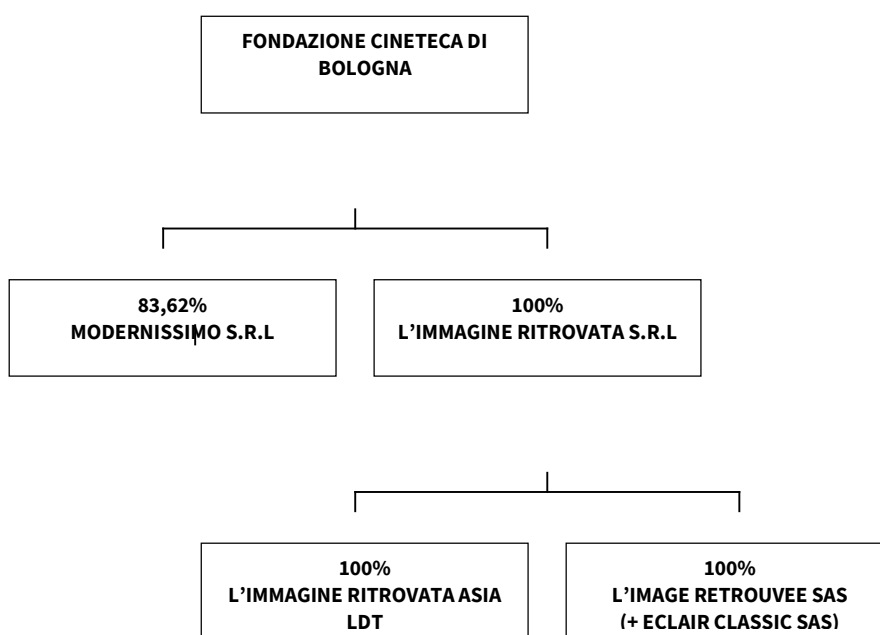 FONDAZIONE CINETECA DI
BOLOGNA
83,62%
MODERNISSIMO S.R.L
100%
L’IMMAGINE RITROVATA S.R.L
100%
L’IMMAGINE RITROVATA ASIA
LDT
100%
L’IMAGE RETROUVEE SAS
(+ ECLAIR CLASSIC SAS)